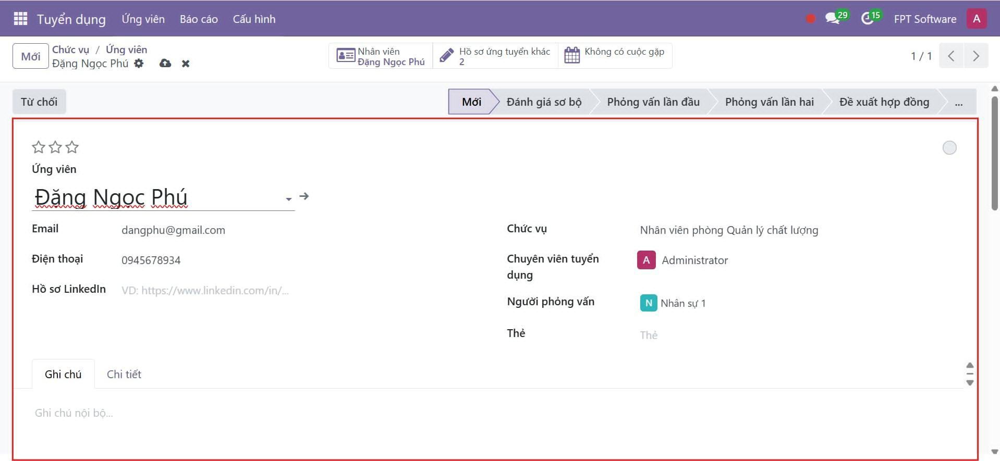 Tuyển dụng Ứng viên Báo cáo Cấu hình 29 15 FPT Software A
Mới Chức vụ / Ứng viên
Đặng Ngọc Phú
Nhân viên
Đặng Ngọc Phú
Hồ sơ ứng tuyển khác
2
Không có cuộc gặp
1 / 1
Từ chối Mới Đánh giá sơ bộ Phỏng vấn lần đầu Phỏng vấn lần hai Đề xuất hợp đồng ...
Ứng viên
Đặng Ngọc Phú
Email dangphu@gmail.com
Điện thoại 0945678934
Hồ sơ LinkedIn VD: https://www.linkedin.com/in/...
Chức vụ Nhân viên phòng Quản lý chất lượng
Chuyên viên tuyển
dụng
A Administrator
Người phỏng vấn N Nhân sự 1
Thẻ Thẻ
Ghi chú Chi tiết
Ghi chú nội bộ...